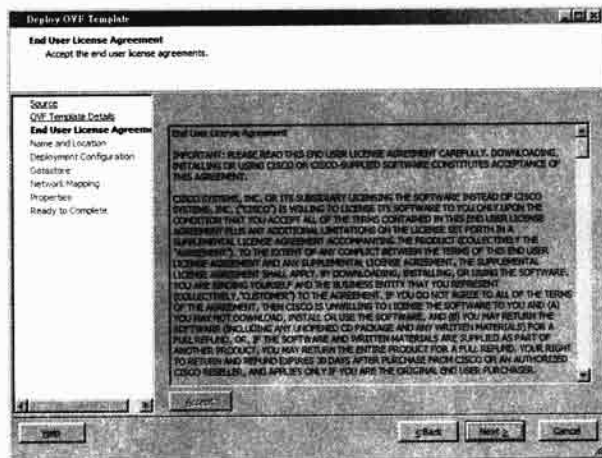 Deploy OVF Template
End User License Agreement
Accept the end user license agreements.
Source
OVF Template Details
End User License Agreeme
Name and Location
Deployment Configuration
Datastore
Network Mapping
Properties
Ready to Complete
End User License Agreement
IMPORTANT: PLEASE READ THIS END USER LICENSE AGREEMENT CAREFULLY. DOWNLOADING,
INSTALLING OR USING CISCO OR CISCO-SUPPLIED SOFTWARE CONSTITUTES ACCEPTANCE OF
THIS AGREEMENT.
CISCO SYSTEMS, INC. OR ITS SUBSIDIARY LICENSING THE SOFTWARE INSTEAD OF CISCO
SYSTEMS, INC. ("CISCO") IS WILLING TO LICENSE ITS SOFTWARE TO YOU ONLY UPON THE
CONDITION THAT YOU ACCEPT ALL OF THE TERMS CONTAINED IN THIS END USER LICENSE
AGREEMENT PLUS ANY ADDITIONAL LIMITATIONS ON THE LICENSE SET FORTH IN A
SUPPLEMENTAL LICENSE AGREEMENT ACCOMPANYING THE PRODUCT (COLLECTIVELY THE
"AGREEMENT"). TO THE EXTENT OF ANY CONFLICT BETWEEN THE TERMS OF THIS END USER
LICENSE AGREEMENT AND ANY SUPPLEMENTAL LICENSE AGREEMENT, THE SUPPLEMENTAL
LICENSE AGREEMENT SHALL APPLY. BY DOWNLOADING, INSTALLING, OR USING THE SOFTWARE,
YOU ARE BINDING YOURSELF AND THE BUSINESS ENTITY THAT YOU REPRESENT
(COLLECTIVELY, "CUSTOMER") TO THE AGREEMENT. IF YOU DO NOT AGREE TO ALL OF THE TERMS
OF THE AGREEMENT, THEN CISCO IS UNWILLING TO LICENSE THE SOFTWARE TO YOU AND (A)
YOU MAY NOT DOWNLOAD, INSTALL OR USE THE SOFTWARE, AND (B) YOU MAY RETURN THE
SOFTWARE (INCLUDING ANY UNOPENED CD PACKAGE AND ANY WRITTEN MATERIALS) FOR A
FULL REFUND, OR, IF THE SOFTWARE AND WRITTEN MATERIALS ARE SUPPLIED AS PART OF
ANOTHER PRODUCT, YOU MAY RETURN THE ENTIRE PRODUCT FOR A FULL REFUND. YOUR RIGHT
TO RETURN AND REFUND EXPIRES 30 DAYS AFTER PURCHASE FROM CISCO OR AN AUTHORIZED
CISCO RESELLER, AND APPLIES ONLY IF YOU ARE THE ORIGINAL END USER PURCHASER.
Accept
Help
≤Back
Next ≥
Cancel